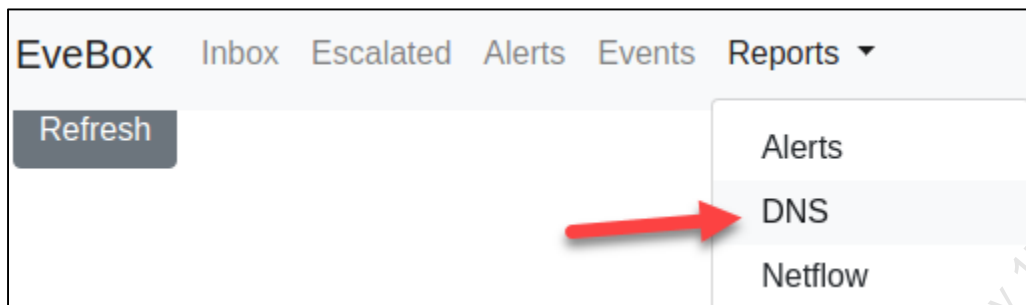 EveBox Inbox Escalated Alerts Events Reports
Refresh
Alerts
DNS
Netflow